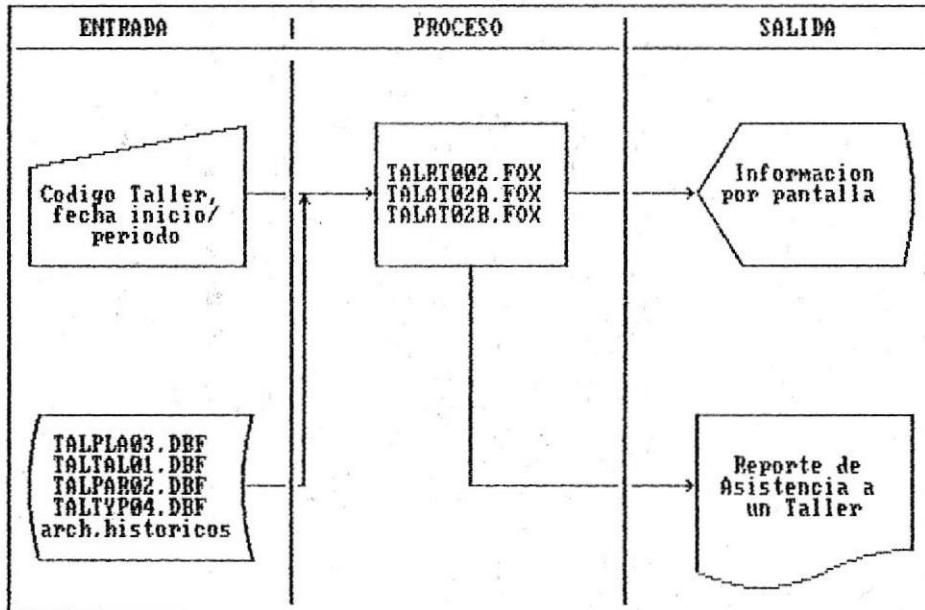 ENTRADA
PROCESO
SALIDA
Codigo Taller,
fecha inicio/
periodo
TALRT002.FOX
TALAT02A.FOX
TALAT02B.FOX
Informacion
por pantalla
TALPLA03.DBF
TALTAL01.DBF
TALPAR02.DBF
TALTYP04.DBF
arch.historicos
Reporte de
Asistencia a
un Taller